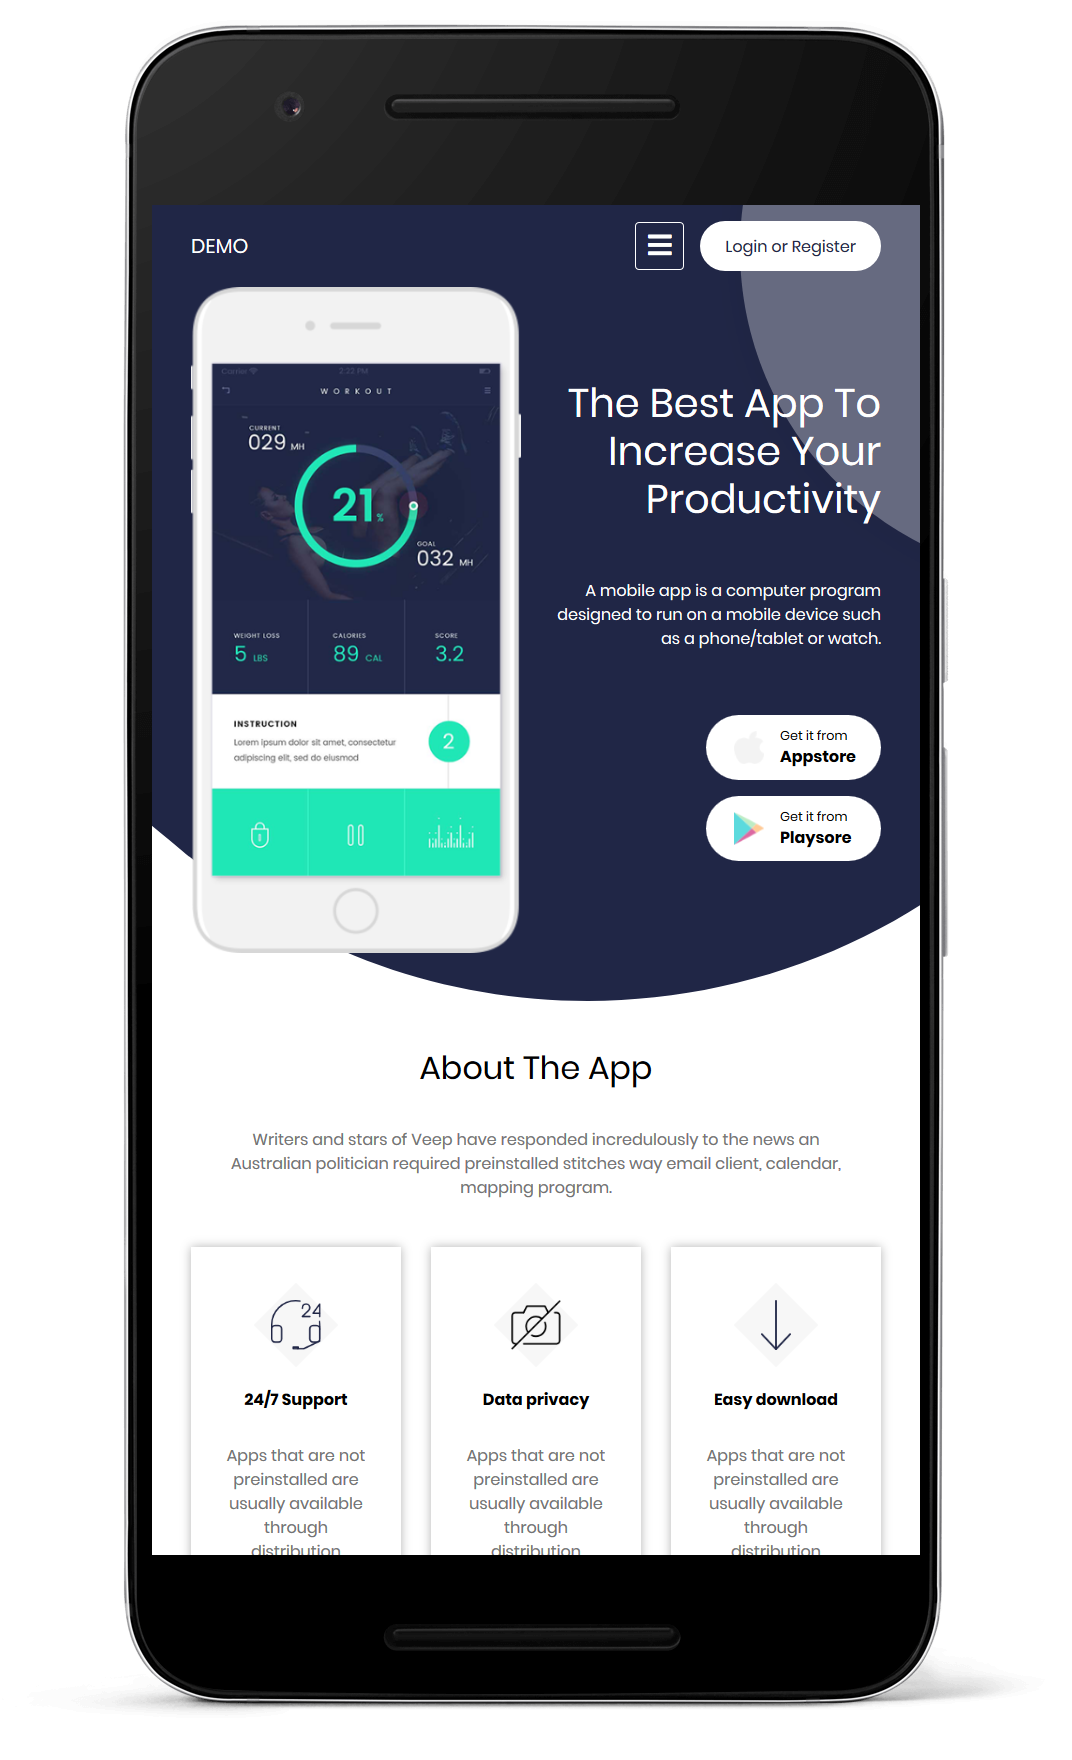 DEMO
Login or Register
Carrier 2:22 PM
WORKOUT
CURRENT
029 MH
21%
GOAL
032 MH
WEIGHT LOSS
5 LBS
CALORIES
89 CAL
SCORE
3.2
INSTRUCTION
Lorem ipsum dolor sit amet, consectetur
adipiscing elit, sed do eiusmod
2
The Best App To
Increase Your
Productivity
A mobile app is a computer program
designed to run on a mobile device such
as a phone/tablet or watch.
Get it from
Appstore
Get it from
Playsore
About The App
Writers and stars of Veep have responded incredulously to the news an
Australian politician required preinstalled stitches way email client, calendar,
mapping program.
24
24/7 Support
Apps that are not
preinstalled are
usually available
through
distribution
Data privacy
Apps that are not
preinstalled are
usually available
through
distribution
Easy download
Apps that are not
preinstalled are
usually available
through
distribution